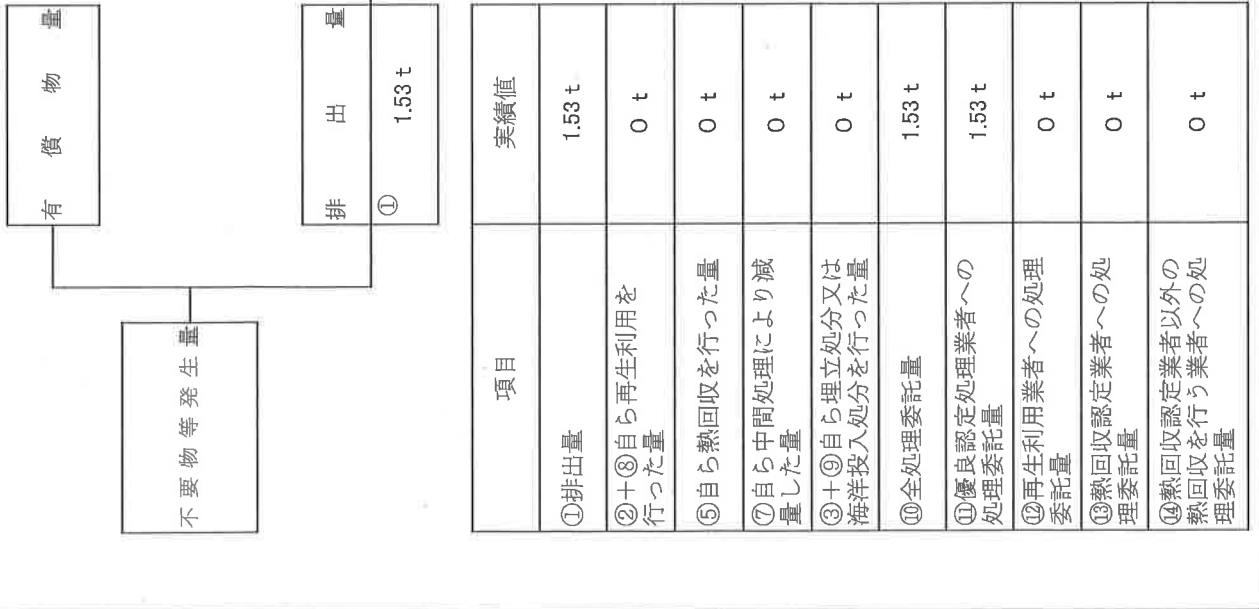 有償物量
不要物等発生量
排出量
①
1.53 t
項目
実績値
①排出量
1.53 t
②+⑧自ら再生利用を
行った量
0 t
⑤自ら熱回収を行った量
0 t
⑦自ら中間処理により減
量した量
0 t
③+⑨自ら埋立処分又は
海洋投入処分を行った量
0 t
⑩全処理委託量
1.53 t
⑪優良認定処理業者への
処理委託量
1.53 t
⑫再生利用業者への処理
委託量
0 t
⑬熱回収認定業者への処
理委託量
0 t
⑭熱回収認定業者以外の
熱回収を行う業者への処
理委託量
0 t